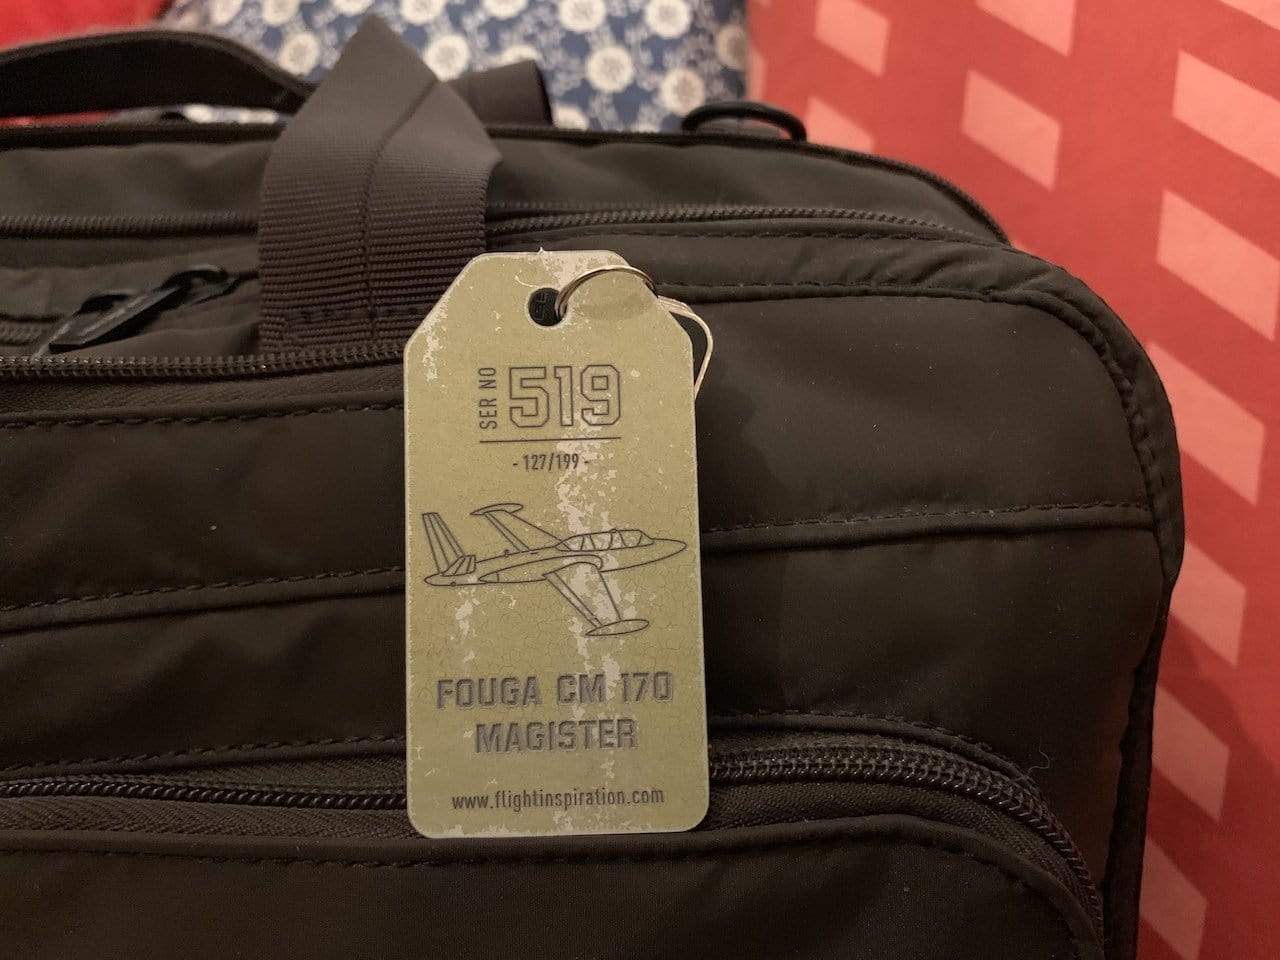 SER NO 519
- 127/199 -
FOUGA CM 170
MAGISTER
www.flightinspiration.com